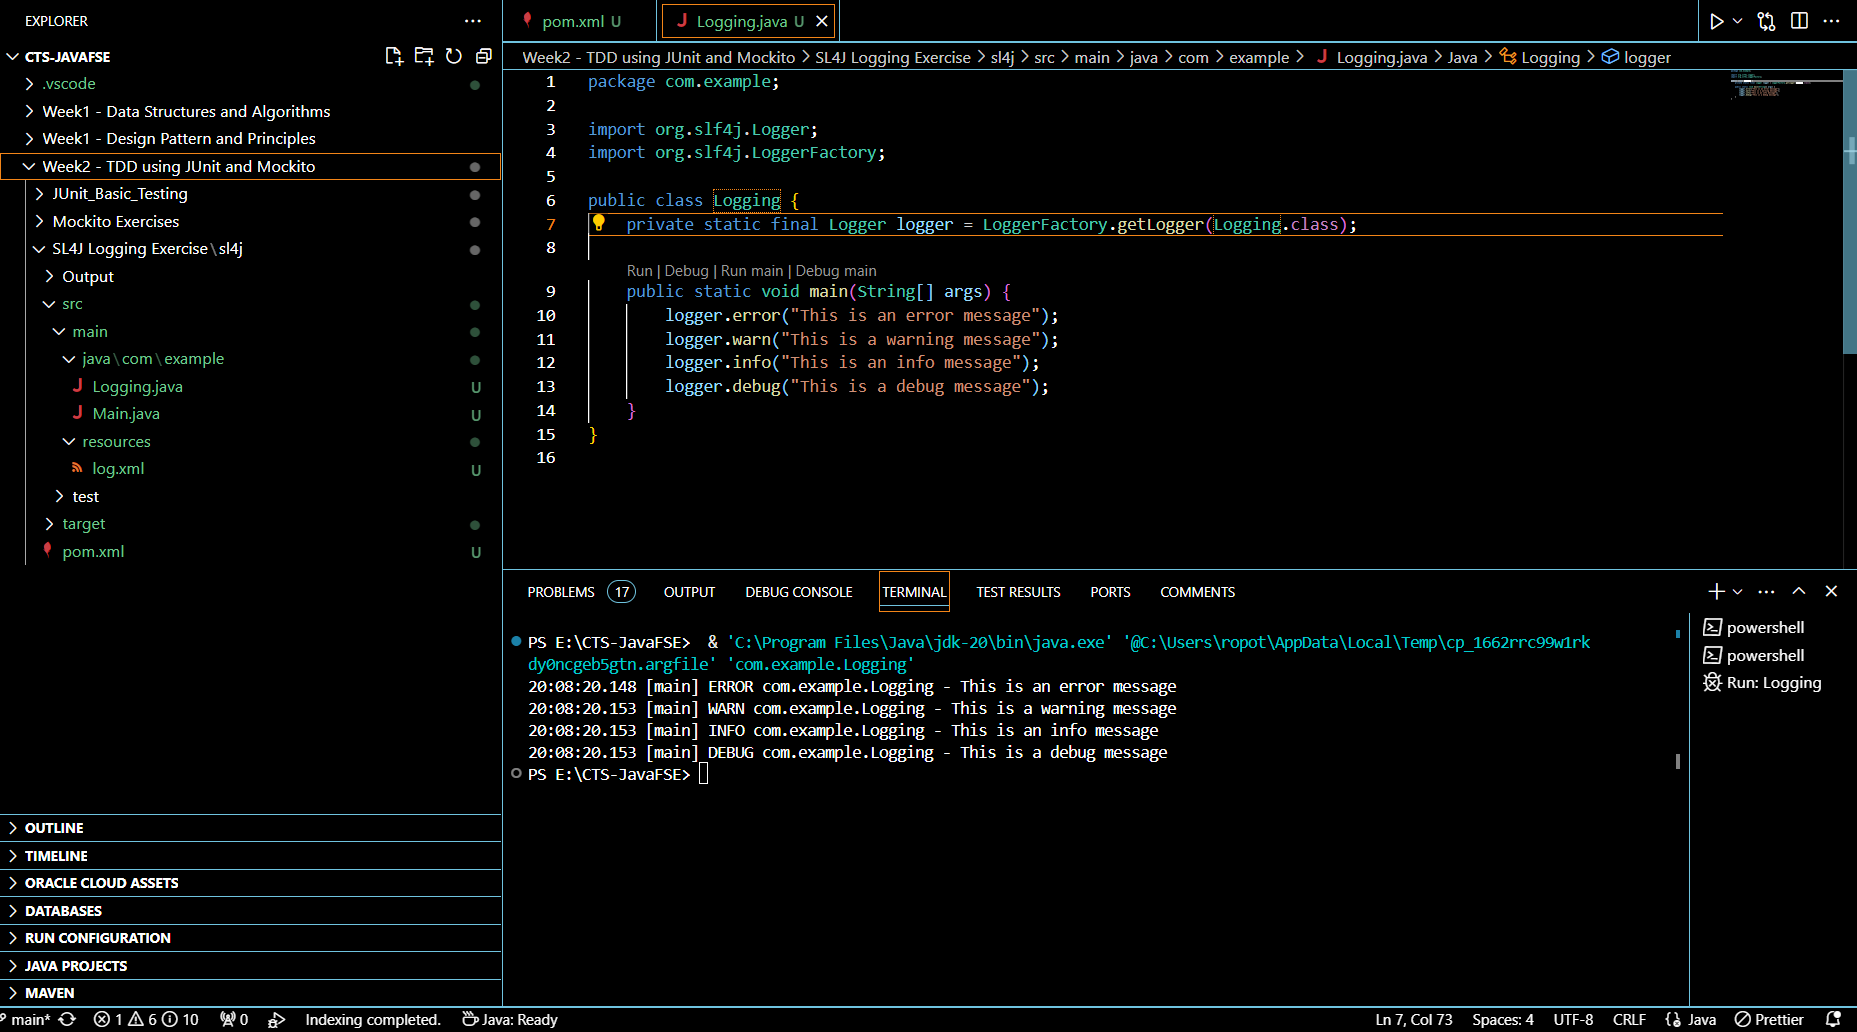 EXPLORER
CTS-JAVAFSE
.vscode
Week1 - Data Structures and Algorithms
Week1 - Design Pattern and Principles
Week2 - TDD using JUnit and Mockito
JUnit_Basic_Testing
Mockito Exercises
SL4J Logging Exercise\sl4j
Output
src
main
java\com\example
Logging.java U
Main.java U
resources
log.xml U
test
target
pom.xml U
OUTLINE
TIMELINE
ORACLE CLOUD ASSETS
DATABASES
RUN CONFIGURATION
JAVA PROJECTS
MAVEN
pom.xml U
Logging.java U
Week2 - TDD using JUnit and Mockito > SL4J Logging Exercise > sl4j > src > main > java > com > example > Logging.java > Java > Logging > logger
1 package com.example;
2
3 import org.slf4j.Logger;
4 import org.slf4j.LoggerFactory;
5
6 public class Logging {
7 private static final Logger logger = LoggerFactory.getLogger(Logging.class);
8
Run | Debug | Run main | Debug main
9 public static void main(String[] args) {
10 logger.error("This is an error message");
11 logger.warn("This is a warning message");
12 logger.info("This is an info message");
13 logger.debug("This is a debug message");
14 }
15 }
16
PROBLEMS 17 OUTPUT DEBUG CONSOLE TERMINAL TEST RESULTS PORTS COMMENTS
PS E:\CTS-JavaFSE> & 'C:\Program Files\Java\jdk-20\bin\java.exe' '@C:\Users\ropot\AppData\Local\Temp\cp_1662rrc99w1rk
dy0ncgeb5gtn.argfile' 'com.example.Logging'
20:08:20.148 [main] ERROR com.example.Logging - This is an error message
20:08:20.153 [main] WARN com.example.Logging - This is a warning message
20:08:20.153 [main] INFO com.example.Logging - This is an info message
20:08:20.153 [main] DEBUG com.example.Logging - This is a debug message
PS E:\CTS-JavaFSE>
powershell
powershell
Run: Logging
main* 1 6 10 0 Indexing completed. Java: Ready Ln 7, Col 73 Spaces: 4 UTF-8 CRLF {} Java Prettier